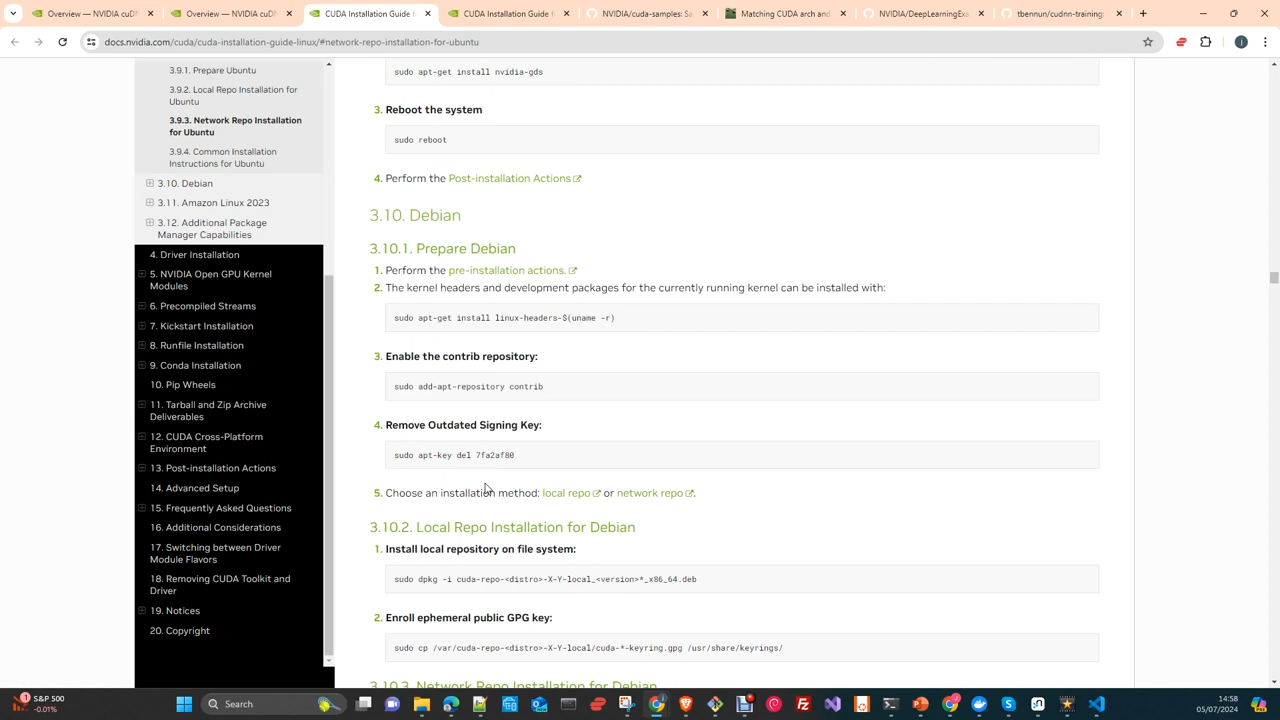 Overview — NVIDIA cuDN
Overview — NVIDIA cuDN
CUDA Installation Guide f
CUDA Installation Guide fo
NVIDIA/cuda-samples: Sa
Matching CUDA arch and
NVIDIA/DeepLearningExa
tbennun/cudnn-training:
docs.nvidia.com/cuda/cuda-installation-guide-linux/#network-repo-installation-for-ubuntu
3.9.1. Prepare Ubuntu
3.9.2. Local Repo Installation for
Ubuntu
3.9.3. Network Repo Installation
for Ubuntu
3.9.4. Common Installation
Instructions for Ubuntu
3.10. Debian
3.11. Amazon Linux 2023
3.12. Additional Package
Manager Capabilities
4. Driver Installation
5. NVIDIA Open GPU Kernel
Modules
6. Precompiled Streams
7. Kickstart Installation
8. Runfile Installation
9. Conda Installation
10. Pip Wheels
11. Tarball and Zip Archive
Deliverables
12. CUDA Cross-Platform
Environment
13. Post-installation Actions
14. Advanced Setup
15. Frequently Asked Questions
16. Additional Considerations
17. Switching between Driver
Module Flavors
18. Removing CUDA Toolkit and
Driver
19. Notices
20. Copyright
sudo apt-get install nvidia-gds
3. Reboot the system
sudo reboot
4. Perform the Post-installation Actions
3.10. Debian
3.10.1. Prepare Debian
1. Perform the pre-installation actions.
2. The kernel headers and development packages for the currently running kernel can be installed with:
sudo apt-get install linux-headers-$(uname -r)
3. Enable the contrib repository:
sudo add-apt-repository contrib
4. Remove Outdated Signing Key:
sudo apt-key del 7fa2af80
5. Choose an installation method: local repo or network repo.
3.10.2. Local Repo Installation for Debian
1. Install local repository on file system:
sudo dpkg -i cuda-repo-<distro>-X-Y-local_<version>*_x86_64.deb
2. Enroll ephemeral public GPG key:
sudo cp /var/cuda-repo-<distro>-X-Y-local/cuda-*-keyring.gpg /usr/share/keyrings/
3.10.3. Network Repo Installation for Debian
S&P 500
-0.01%
Search
14:58
05/07/2024